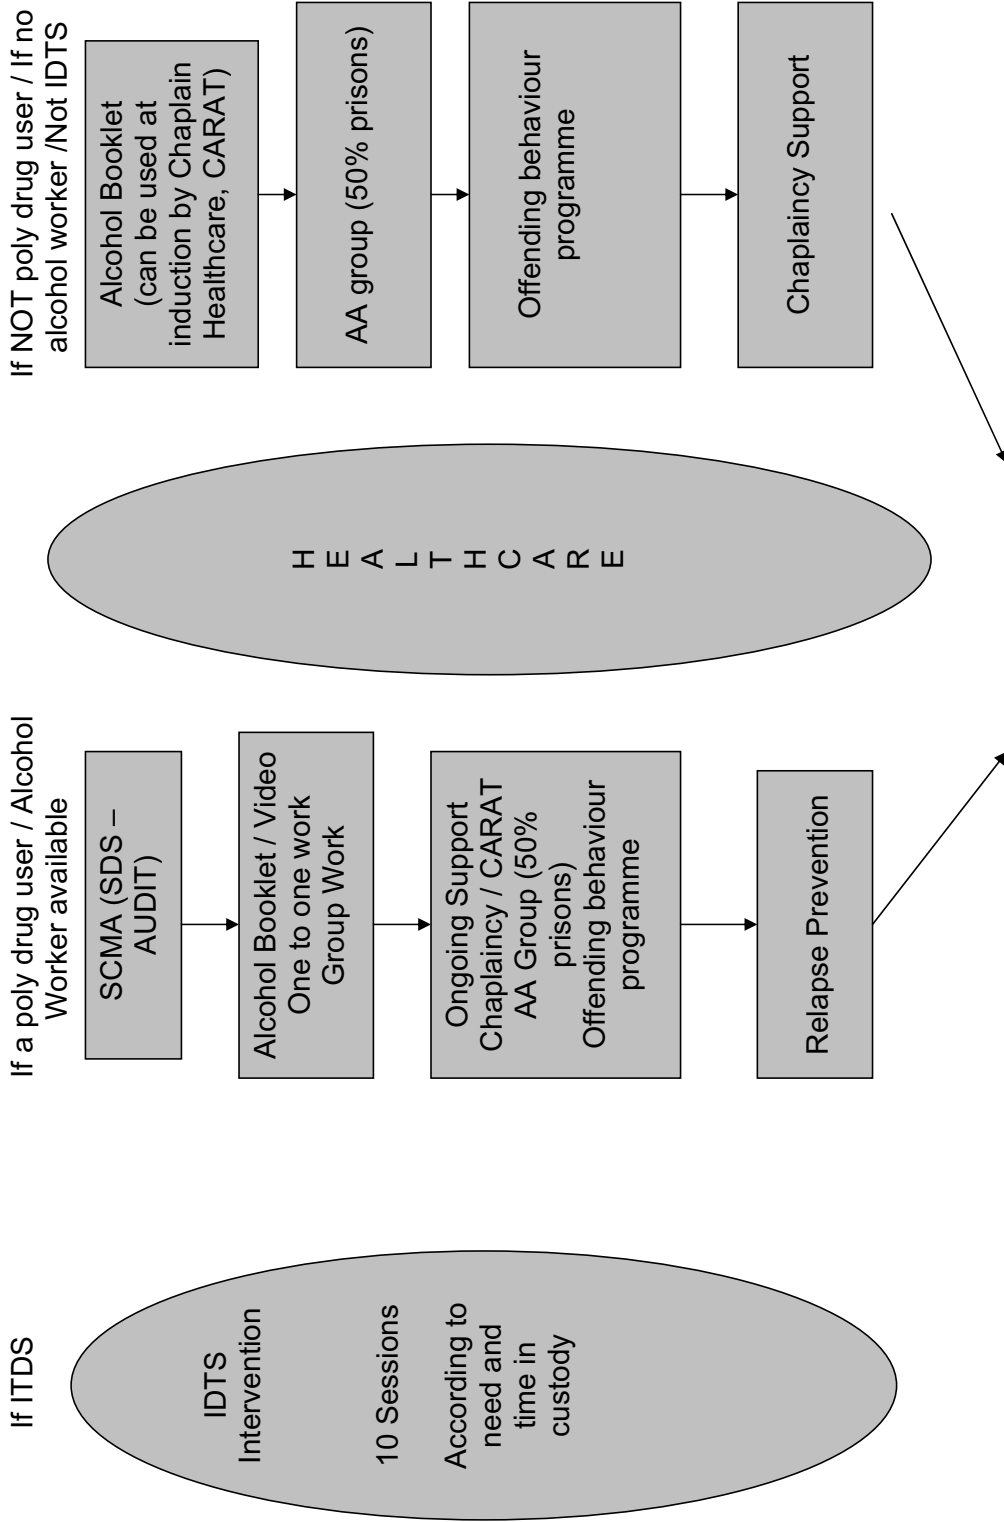 If ITDS
IDTS
Intervention
10 Sessions
According to
need and
time in
custody
If a poly drug user / Alcohol
Worker available
SCMA (SDS –
AUDIT)
Alcohol Booklet / Video
One to one work
Group Work
Ongoing Support
Chaplaincy / CARAT
AA Group (50%
prisons)
Offending behaviour
programme
Relapse Prevention
H
E
A
L
T
H
C
A
R
E
If NOT poly drug user / If no
alcohol worker /Not IDTS
Alcohol Booklet
(can be used at
induction by Chaplain
Healthcare, CARAT)
AA group (50% prisons)
Offending behaviour
programme
Chaplaincy Support